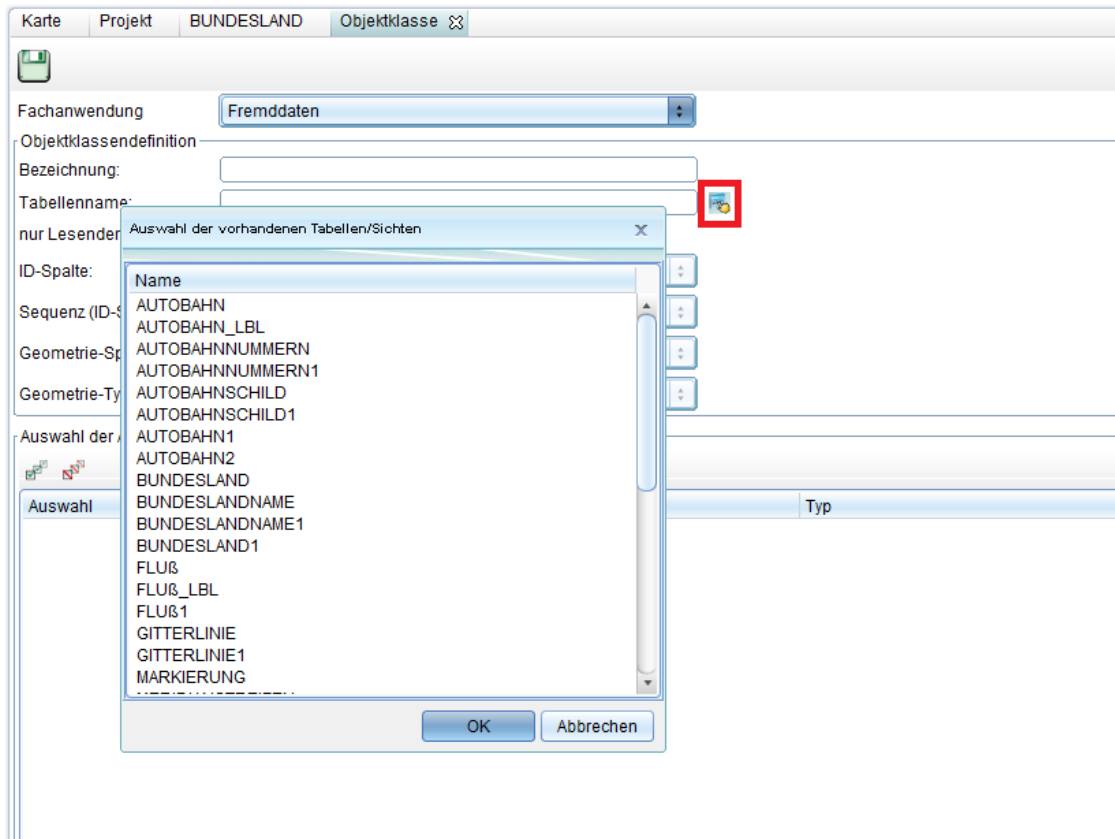 Karte Projekt BUNDESLAND Objektklasse
Fachanwendung Fremddaten
Objektklassendefinition
Bezeichnung:
Tabellenname:
nur Lesender
ID-Spalte:
Sequenz (ID-S
Geometrie-Sp
Geometrie-Ty
Auswahl der vorhandenen Tabellen/Sichten
Name
AUTOBAHN
AUTOBAHN_LBL
AUTOBAHNNUMMERN
AUTOBAHNNUMMERN1
AUTOBAHNSCHILD
AUTOBAHNSCHILD1
AUTOBAHN1
AUTOBAHN2
BUNDESLAND
BUNDESLANDNAME
BUNDESLANDNAME1
BUNDESLAND1
FLUß
FLUß_LBL
FLUß1
GITTERLINIE
GITTERLINIE1
MARKIERUNG
OK Abbrechen
Auswahl der
Auswahl Typ